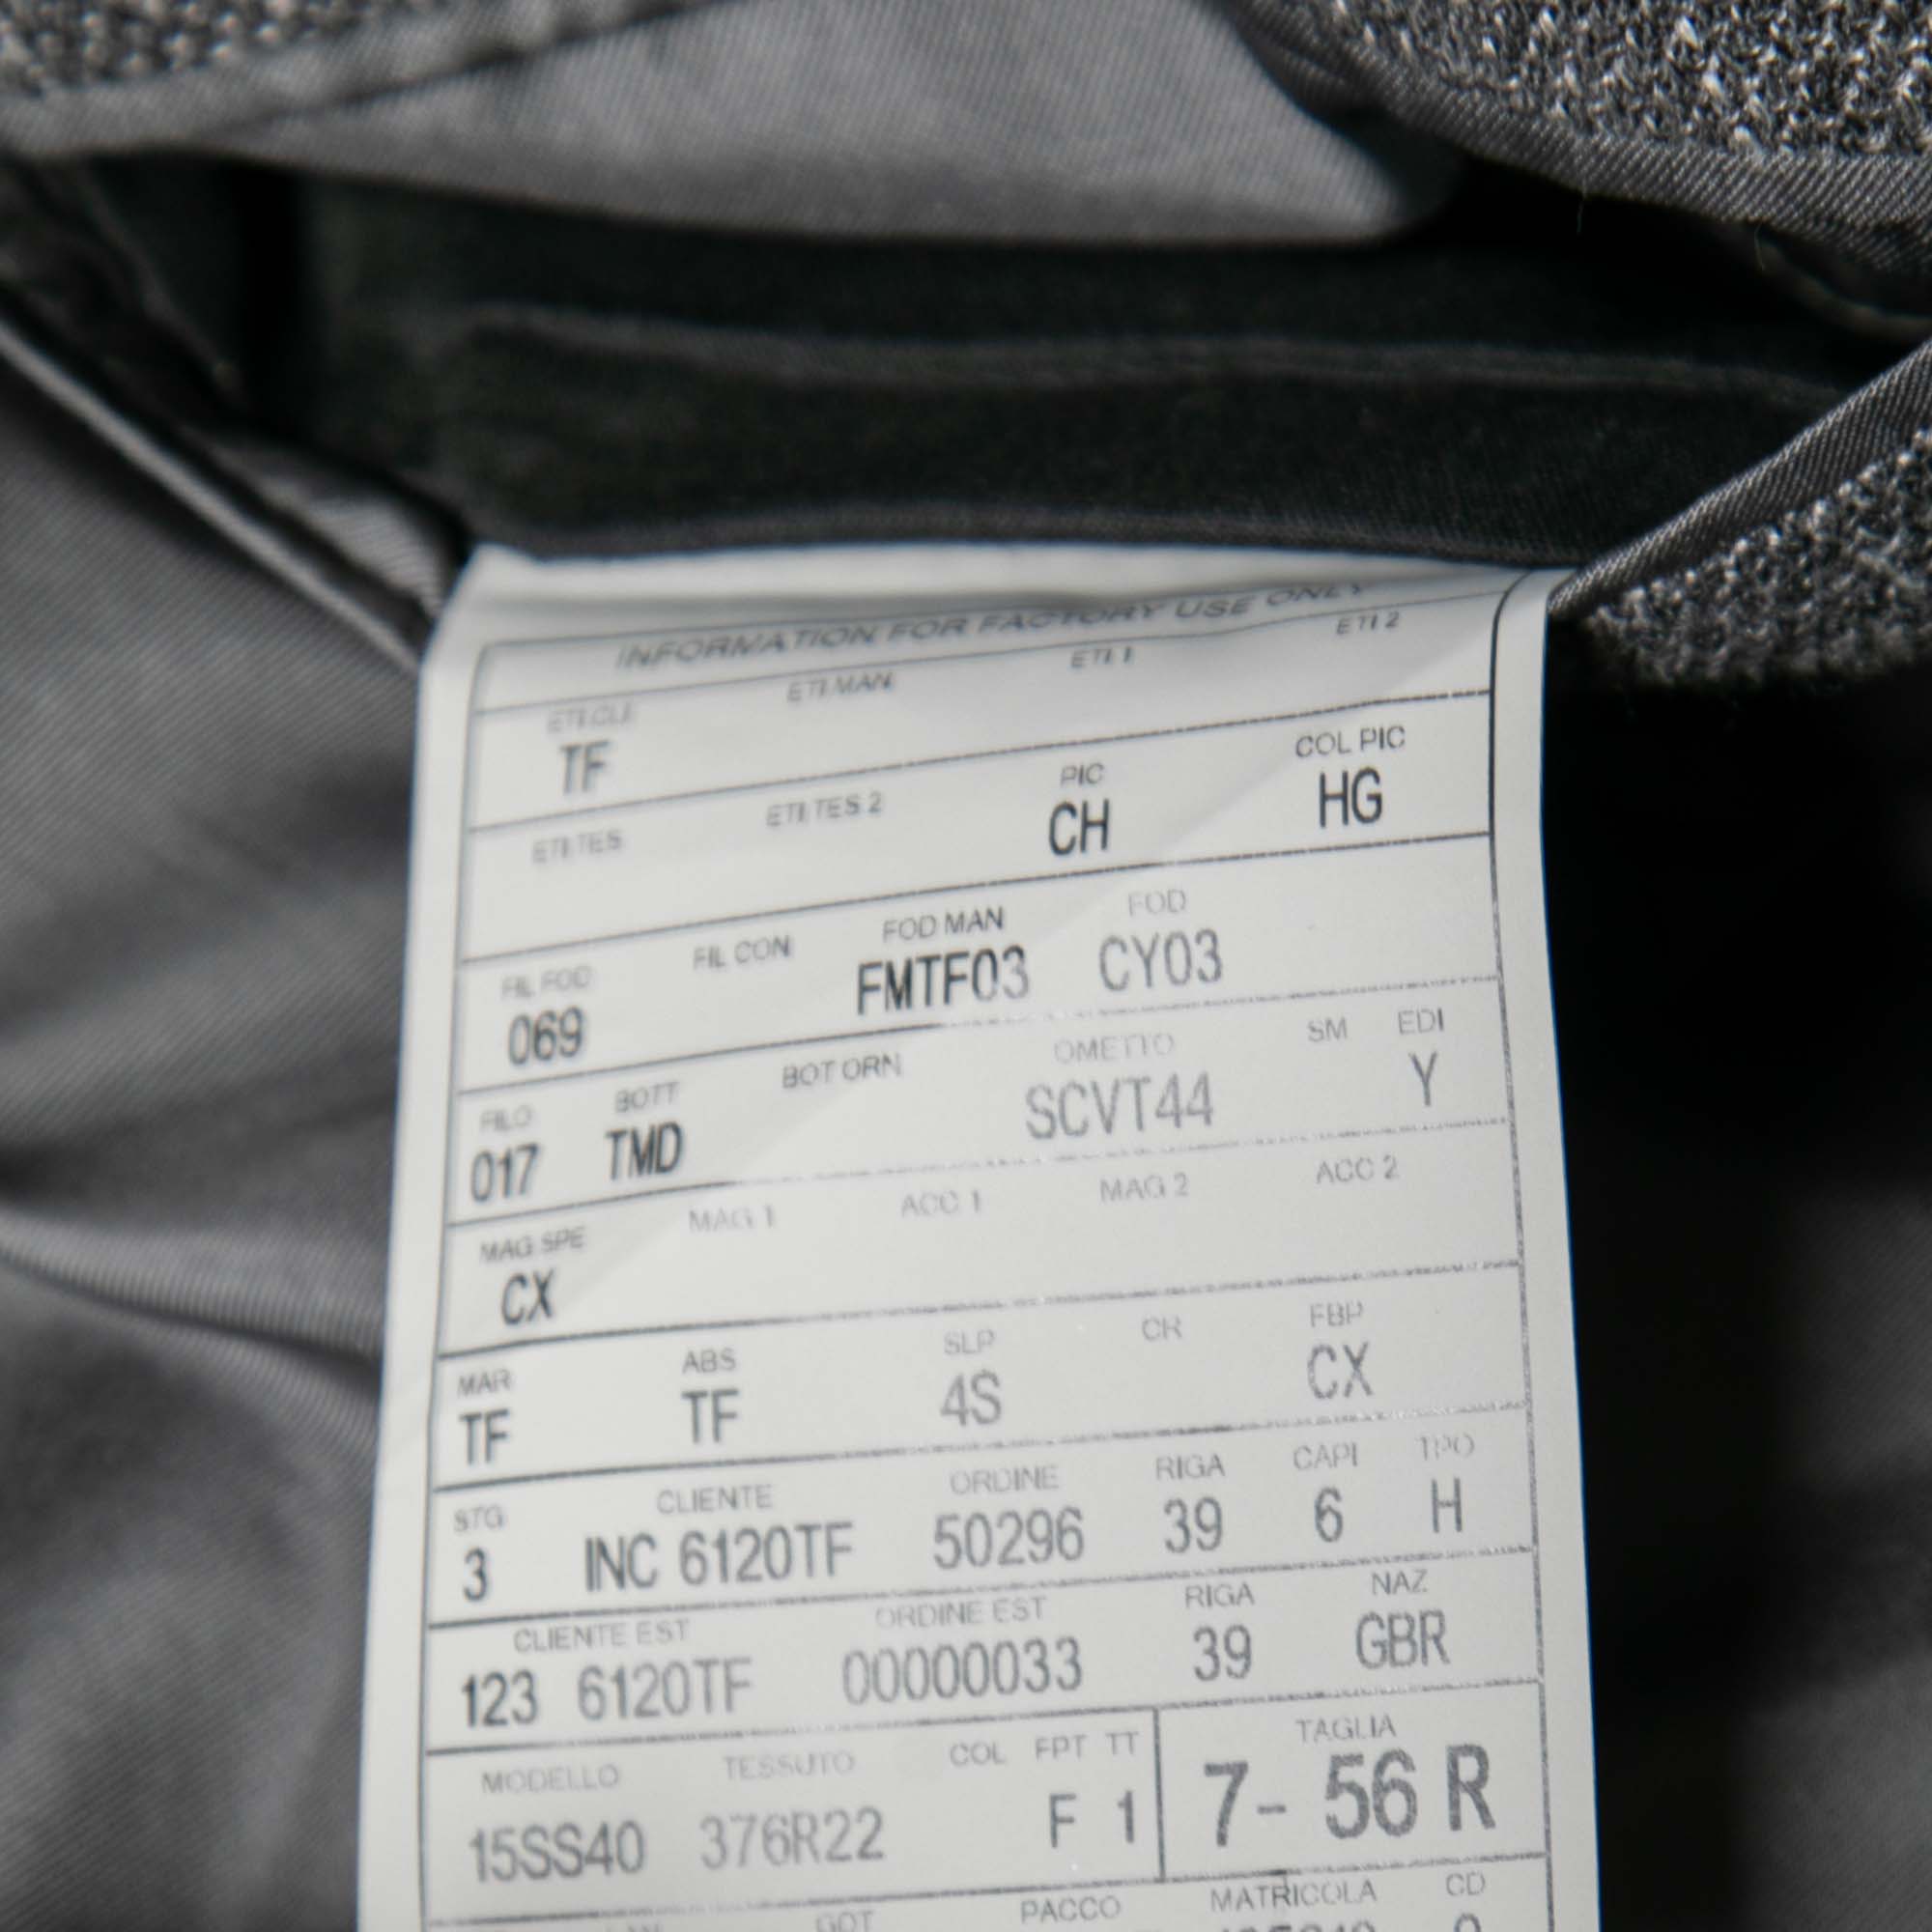 INFORMATION FOR FACTORY USE ONLY
ETI.CLI ETI.MAN ETI.1 ETI 2
TF
ETI.TES ETI.TES 2 PIC COL PIC
CH HG
FIL FOD FIL CON FOD MAN FOD
069 FMTF03 CY03
FILO BOTT BOT ORN OMETTO SM EDI
017 TMD SCVT44 Y
MAG SPE MAG 1 ACC 1 MAG 2 ACC 2
CX
MAR ABS SLP CR FBP
TF TF 4S CX
STG CLIENTE ORDINE RIGA CAPI TPO
3 INC 6120TF 50296 39 6 H
CLIENTE EST ORDINE EST RIGA NAZ
123 6120TF 00000033 39 GBR
MODELLO TESSUTO COL FPT TT TAGLIA
15SS40 376R22 F 1 7- 56 R
PACCO MATRICOLA CD